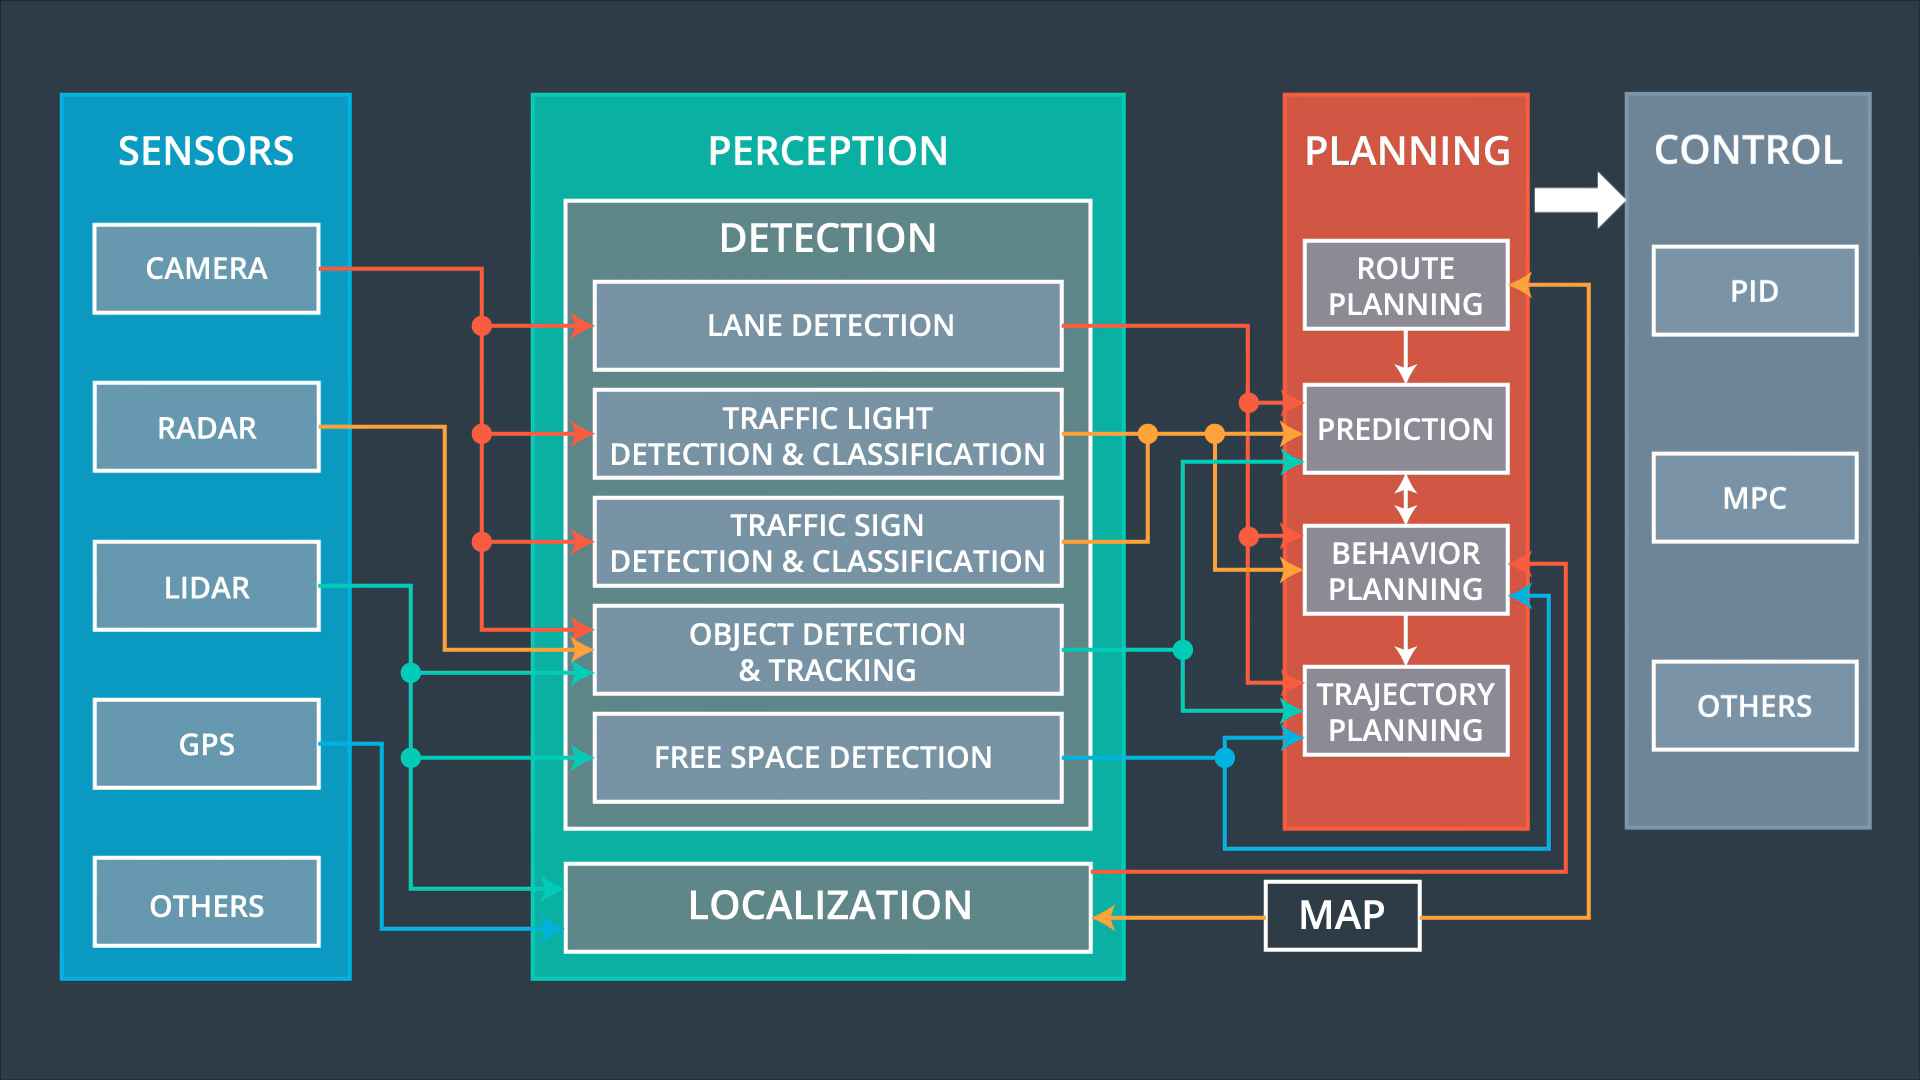 SENSORS
CAMERA
RADAR
LIDAR
GPS
OTHERS
PERCEPTION
DETECTION
LANE DETECTION
TRAFFIC LIGHT
DETECTION & CLASSIFICATION
TRAFFIC SIGN
DETECTION & CLASSIFICATION
OBJECT DETECTION
& TRACKING
FREE SPACE DETECTION
LOCALIZATION
PLANNING
ROUTE
PLANNING
PREDICTION
BEHAVIOR
PLANNING
TRAJECTORY
PLANNING
MAP
CONTROL
PID
MPC
OTHERS